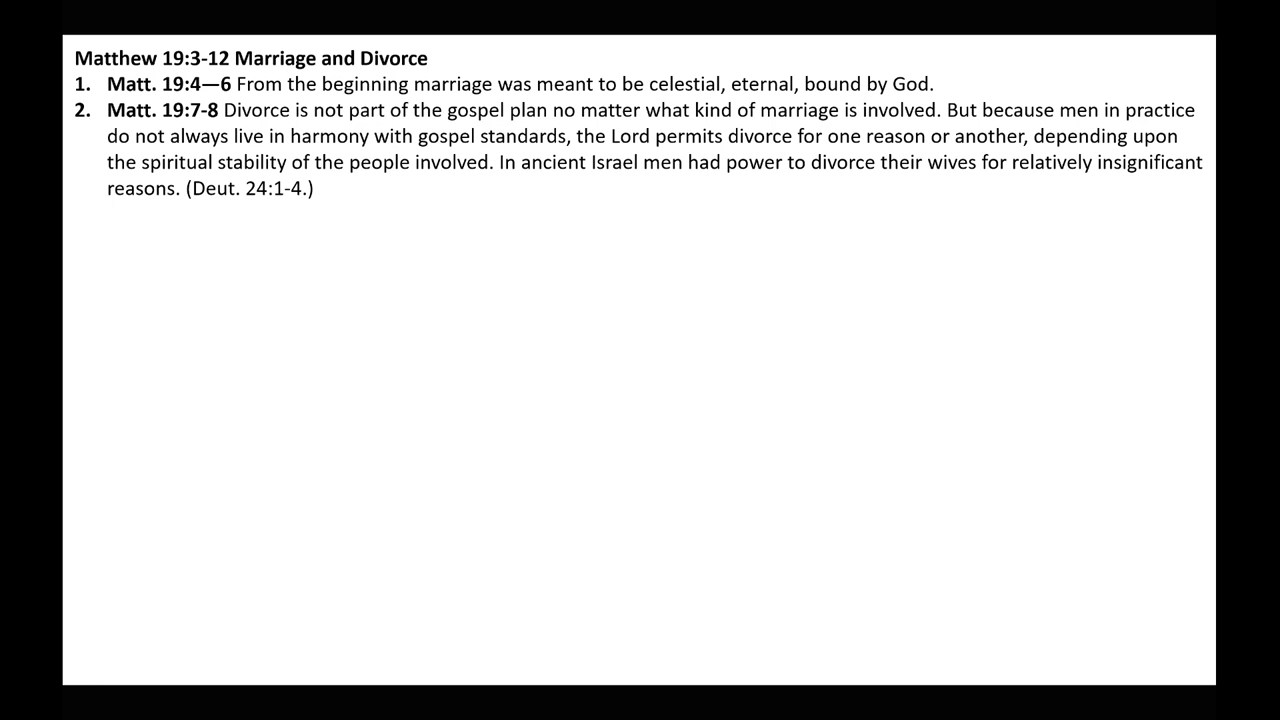 Matthew 19:3-12 Marriage and Divorce
1. Matt. 19:4—6 From the beginning marriage was meant to be celestial, eternal, bound by God.
2. Matt. 19:7-8 Divorce is not part of the gospel plan no matter what kind of marriage is involved. But because men in practice
do not always live in harmony with gospel standards, the Lord permits divorce for one reason or another, depending upon
the spiritual stability of the people involved. In ancient Israel men had power to divorce their wives for relatively insignificant
reasons. (Deut. 24:1-4.)